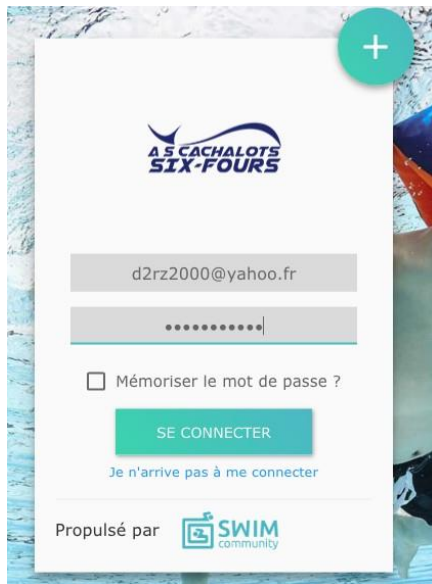 +
A S CACHALOTS
SIX-FOURS
d2rz2000@yahoo.fr
•••••••••••
Mémoriser le mot de passe ?
SE CONNECTER
Je n'arrive pas à me connecter
Propulsé par
SWIM
community